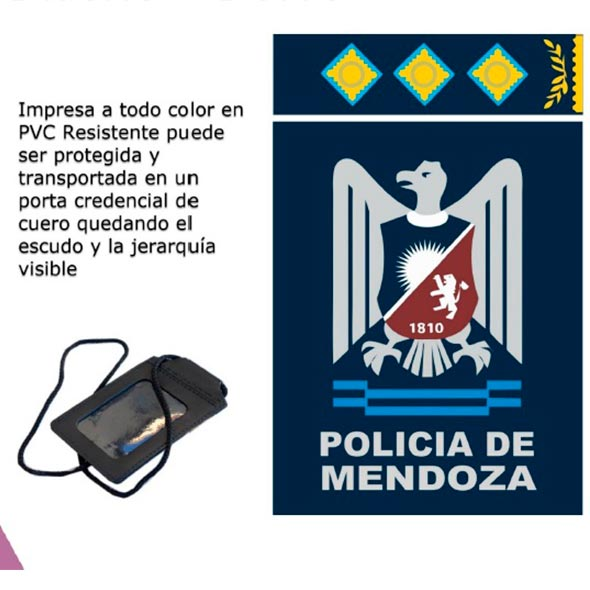 Impresa a todo color en
PVC Resistente puede
ser protegida y
transportada en un
porta credencial de
cuero quedando el
escudo y la jerarquía
visible
1810
POLICIA DE
MENDOZA